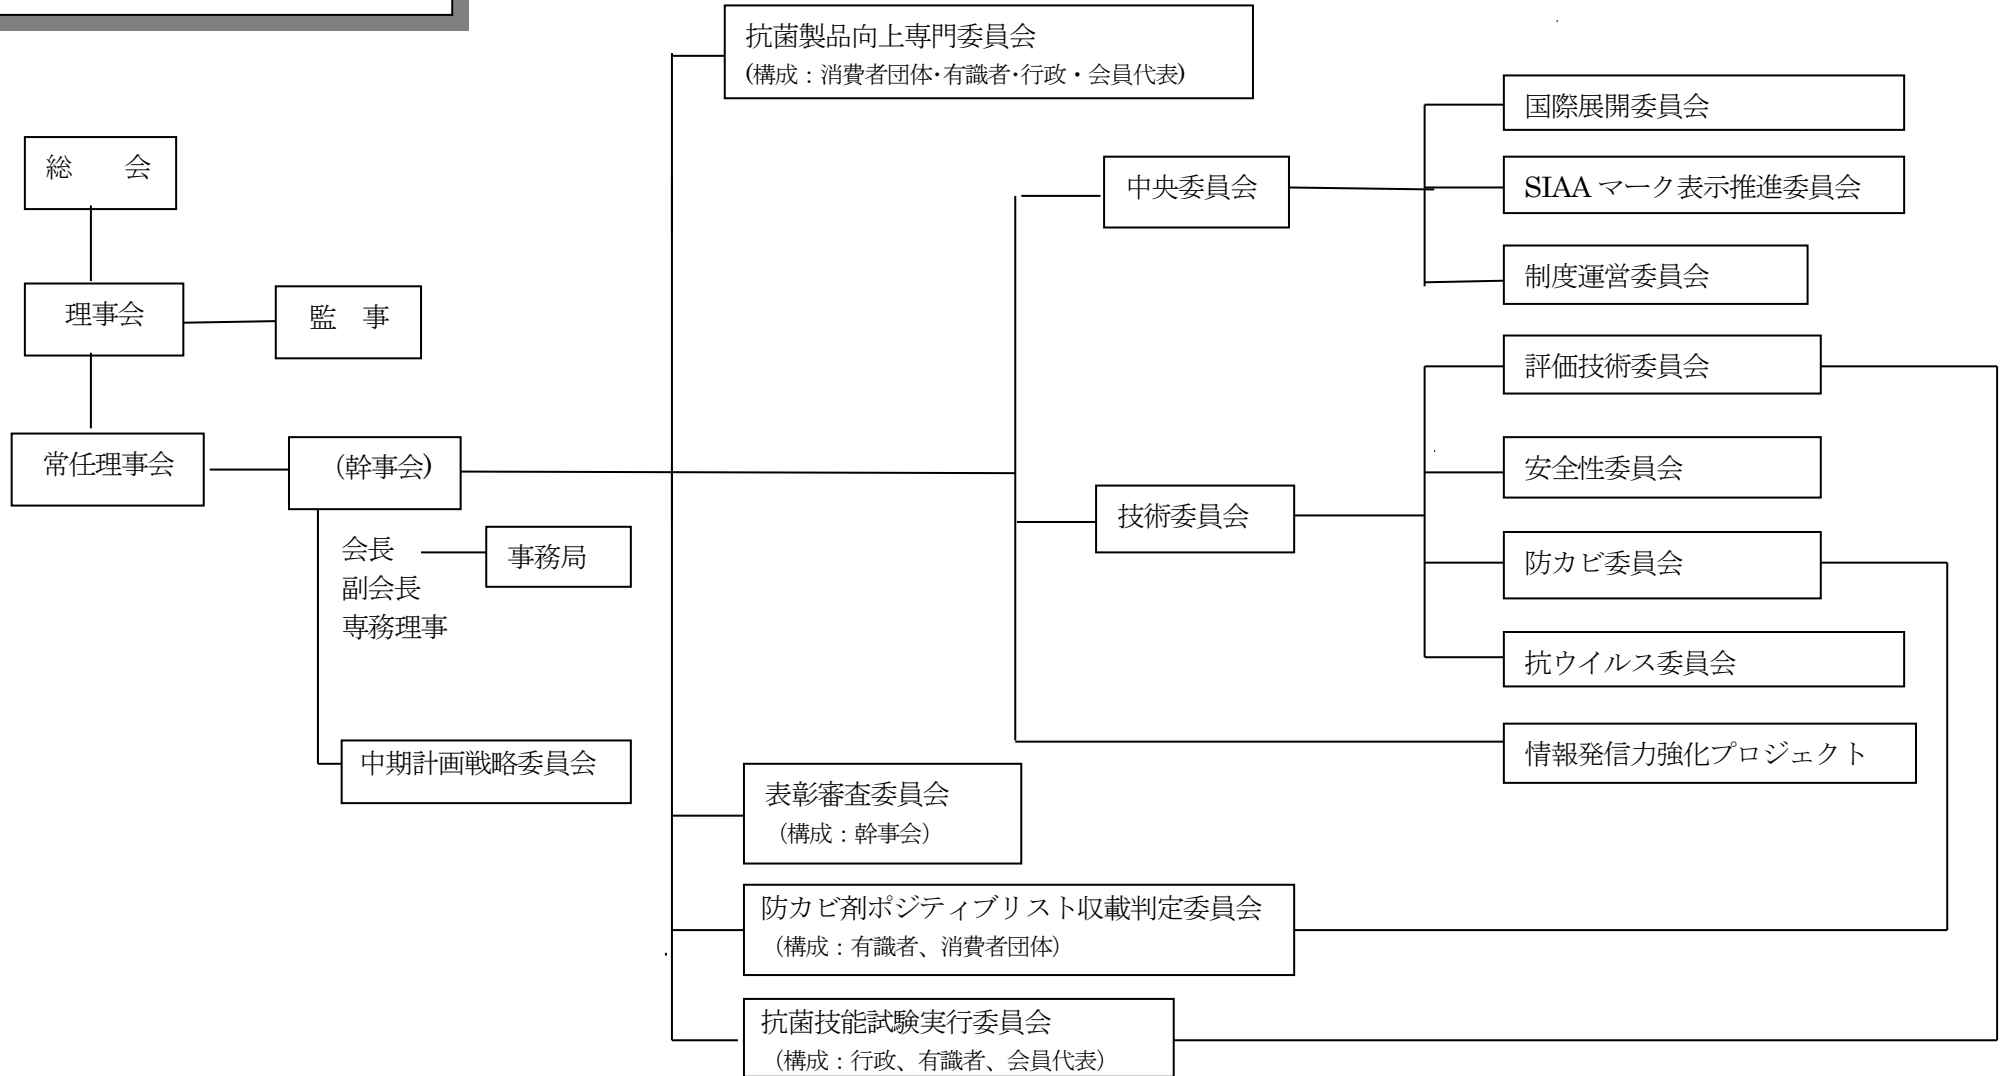 抗菌製品向上専門委員会
(構成：消費者団体・有識者・行政・会員代表)
総　会
理事会
監　事
常任理事会
(幹事会)
会長
副会長
専務理事
事務局
中期計画戦略委員会
中央委員会
国際展開委員会
SIAA マーク表示推進委員会
制度運営委員会
技術委員会
評価技術委員会
安全性委員会
防カビ委員会
抗ウイルス委員会
情報発信力強化プロジェクト
表彰審査委員会
（構成：幹事会）
防カビ剤ポジティブリスト収載判定委員会
（構成：有識者、消費者団体）
抗菌技能試験実行委員会
（構成：行政、有識者、会員代表）